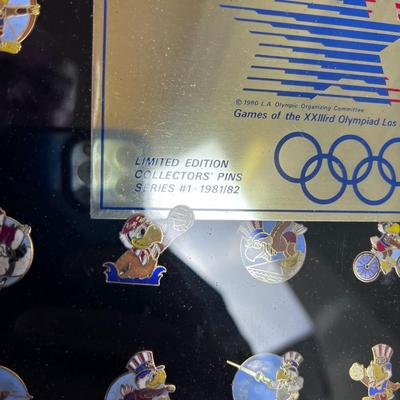 © 1980 L.A. Olympic Organizing Committee
Games of the XXIIIrd Olympiad Los
LIMITED EDITION
COLLECTORS' PINS
SERIES #1-1981/82